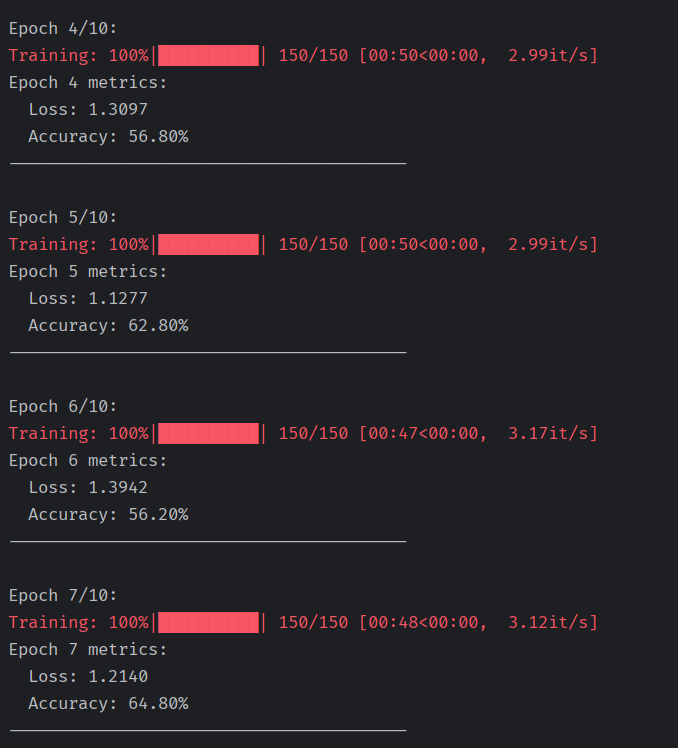 Epoch 4/10:
Training: 100%|██████████| 150/150 [00:50<00:00,  2.99it/s]
Epoch 4 metrics:
  Loss: 1.3097
  Accuracy: 56.80%
----------------------------------------

Epoch 5/10:
Training: 100%|██████████| 150/150 [00:50<00:00,  2.99it/s]
Epoch 5 metrics:
  Loss: 1.1277
  Accuracy: 62.80%
----------------------------------------

Epoch 6/10:
Training: 100%|██████████| 150/150 [00:47<00:00,  3.17it/s]
Epoch 6 metrics:
  Loss: 1.3942
  Accuracy: 56.20%
----------------------------------------

Epoch 7/10:
Training: 100%|██████████| 150/150 [00:48<00:00,  3.12it/s]
Epoch 7 metrics:
  Loss: 1.2140
  Accuracy: 64.80%
----------------------------------------